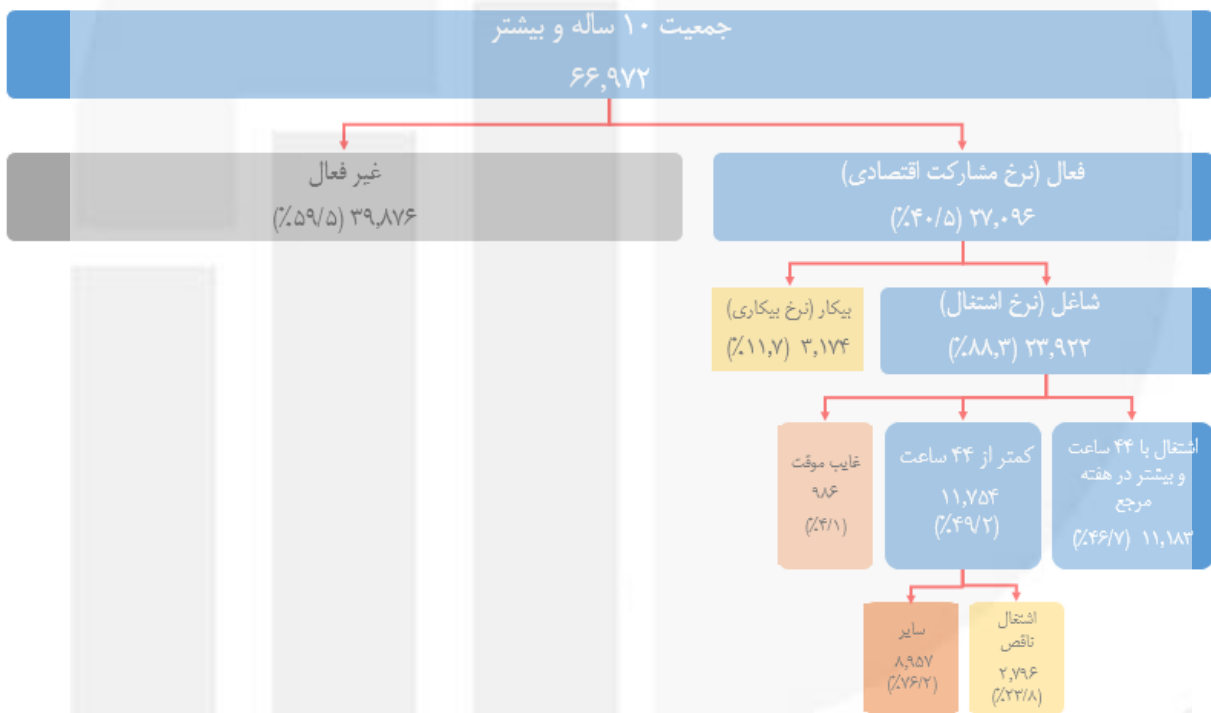 جمعیت ۱۰ ساله و بیشتر
۶۶,۹۷۲
فعال (نرخ مشارکت اقتصادی)
۲۷,۰۹۶ (۴۰/۵٪)
غیر فعال
۳۹,۸۷۶ (۵۹/۵٪)
شاغل (نرخ اشتغال)
۲۳,۹۲۲ (۸۸,۳٪)
بیکار (نرخ بیکاری)
۳,۱۷۴ (۱۱,۷٪)
اشتغال با ۴۴ ساعت
و بیشتر در هفته
مرجع
۱۱,۱۸۳ (۴۶/۷٪)
کمتر از ۴۴ ساعت
۱۱,۷۵۴
(۴۹/۲٪)
غایب موقت
۹۸۶
(۴/۱٪)
اشتغال
ناقص
۲,۷۹۶
(۲۳/۸٪)
سایر
۸,۹۵۷
(۷۶/۲٪)